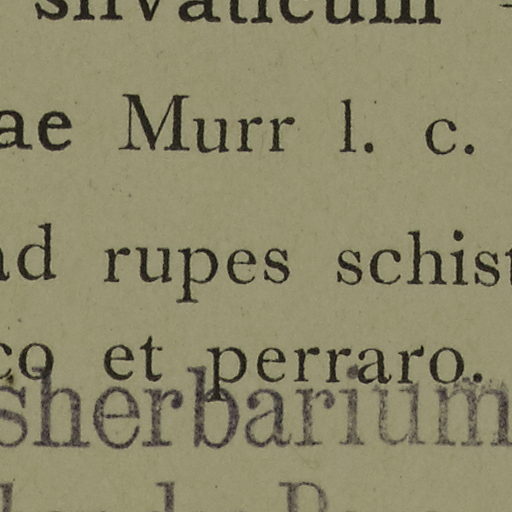 silvaticum
ae Murr l. c.
ad rupes schist
co et perraro.
sherbarium